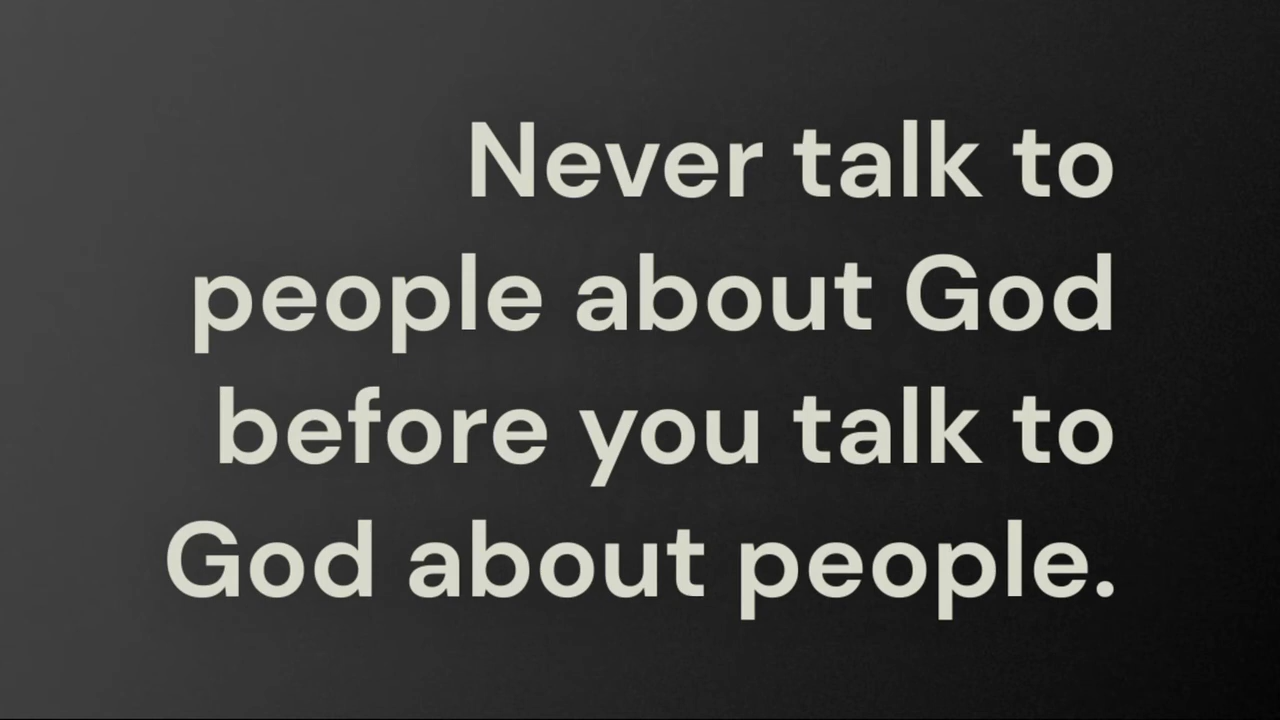 Never talk to
people about God
before you talk to
God about people.